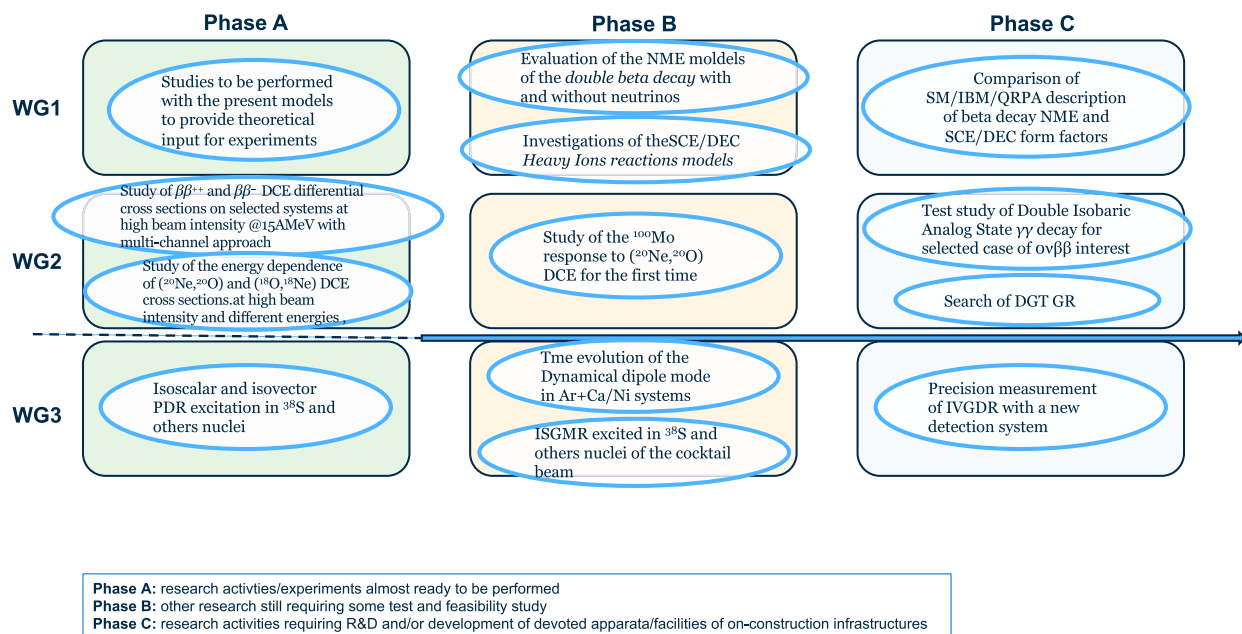 Phase A
Phase B
Phase C
WG1
Studies to be performed
with the present models
to provide theoretical
input for experiments
Evaluation of the NME moldels
of the double beta decay with
and without neutrinos
Investigations of theSCE/DEC
Heavy Ions reactions models
Comparison of
SM/IBM/QRPA description
of beta decay NME and
SCE/DEC form factors
WG2
Study of ββ⁺⁺ and ββ⁻ DCE differential
cross sections on selected systems at
high beam intensity @15AMeV with
multi-channel approach
Study of the energy dependence
of (²⁰Ne,²⁰O) and (¹⁸O,¹⁸Ne) DCE
cross sections.at high beam
intensity and different energies ,
Study of the ¹⁰⁰Mo
response to (²⁰Ne,²⁰O)
DCE for the first time
Test study of Double Isobaric
Analog State γγ decay for
selected case of 0νββ interest
Search of DGT GR
WG3
Isoscalar and isovector
PDR excitation in ³⁸S and
others nuclei
Tme evolution of the
Dynamical dipole mode
in Ar+Ca/Ni systems
ISGMR excited in ³⁸S and
others nuclei of the cocktail
beam
Precision measurement
of IVGDR with a new
detection system
Phase A: research activties/experiments almost ready to be performed
Phase B: other research still requiring some test and feasibility study
Phase C: research activities requiring R&D and/or development of devoted apparata/facilities of on-construction infrastructures